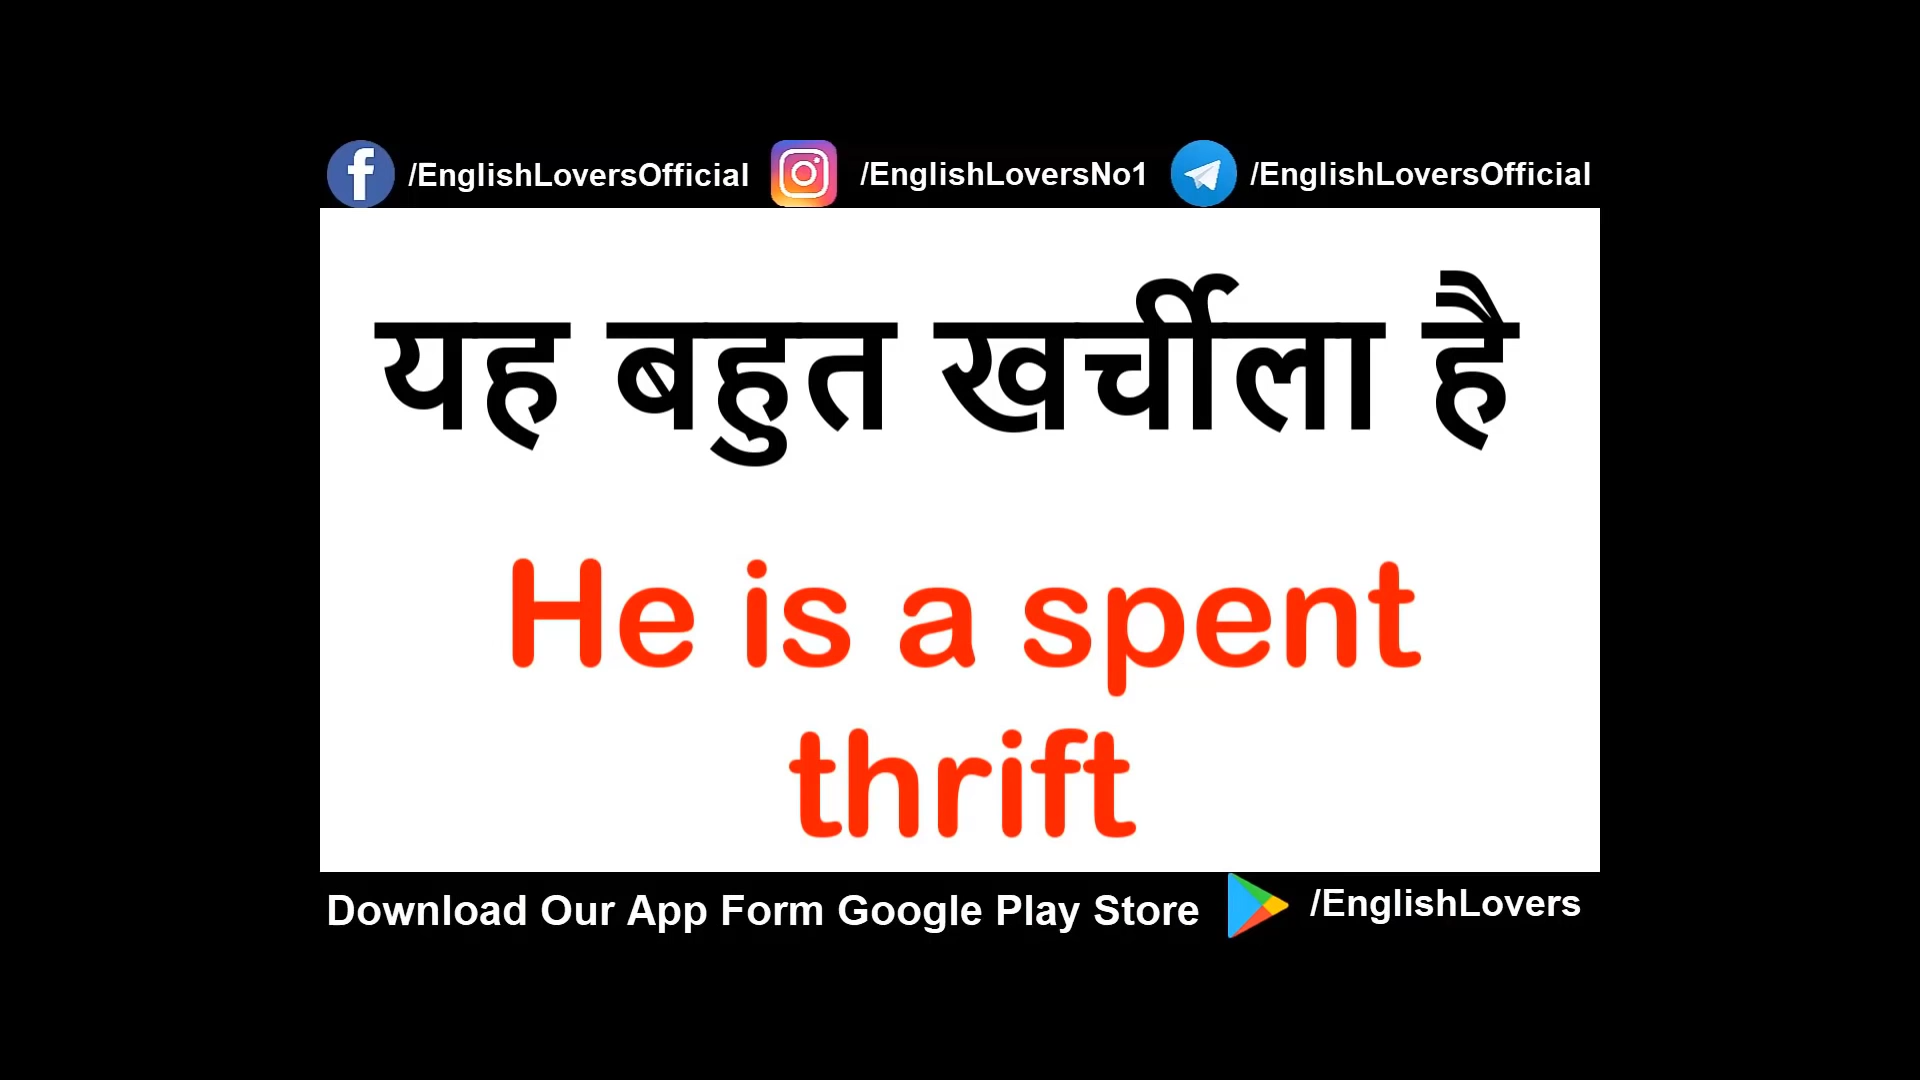 /EnglishLoversOfficial /EnglishLoversNo1 /EnglishLoversOfficial
यह बहुत खर्चीला है
He is a spent
thrift
Download Our App Form Google Play Store /EnglishLovers